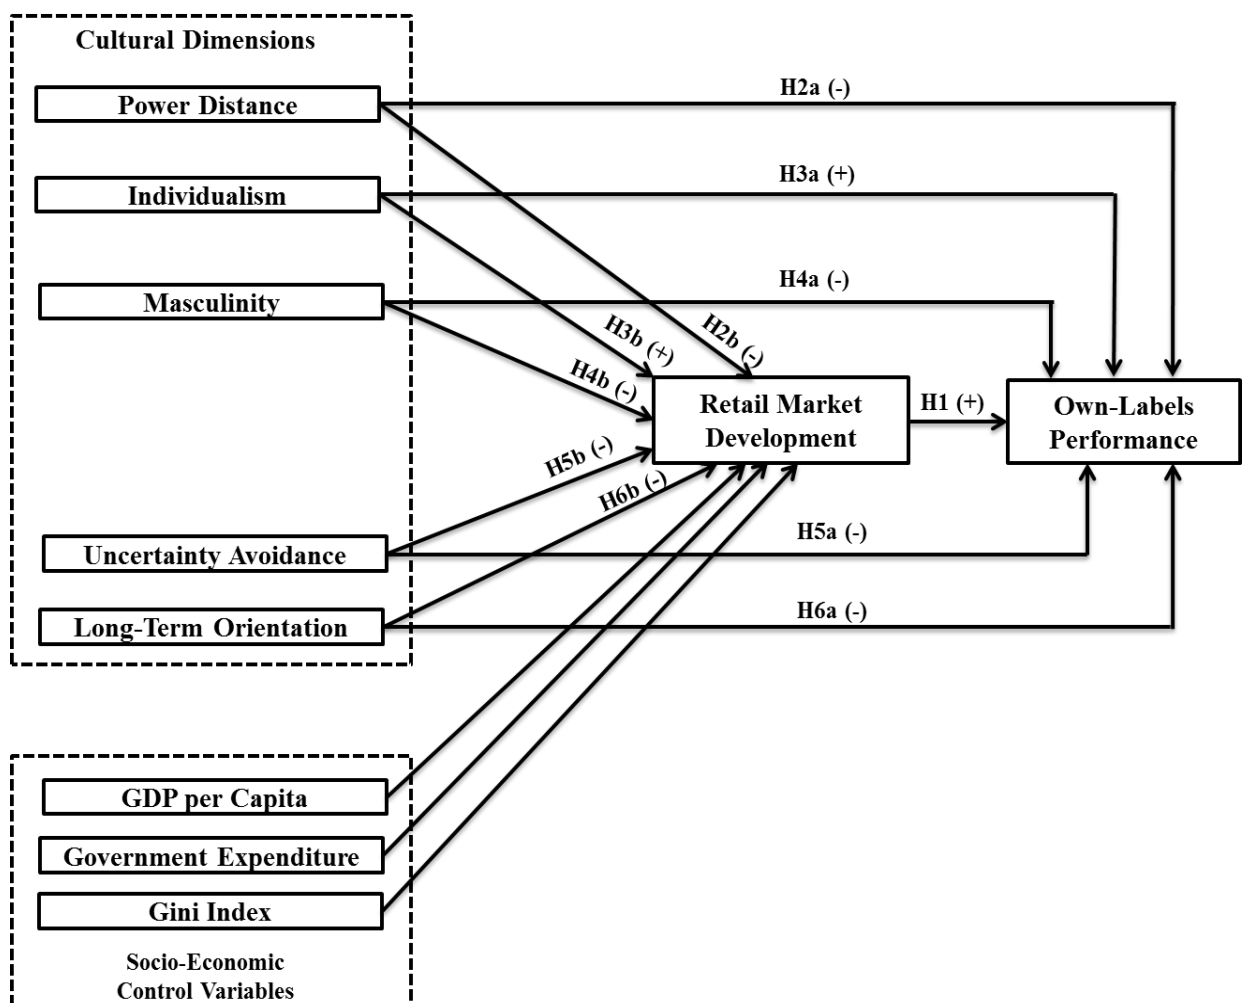 Cultural Dimensions
Power Distance
H2a (-)
Individualism
H3a (+)
Masculinity
H4a (-)
H3b (+)
H2b (-)
H4b (-)
Retail Market
Development
H1 (+)
Own-Labels
Performance
H5b (-)
H6b (-)
Uncertainty Avoidance
H5a (-)
Long-Term Orientation
H6a (-)
GDP per Capita
Government Expenditure
Gini Index
Socio-Economic
Control Variables